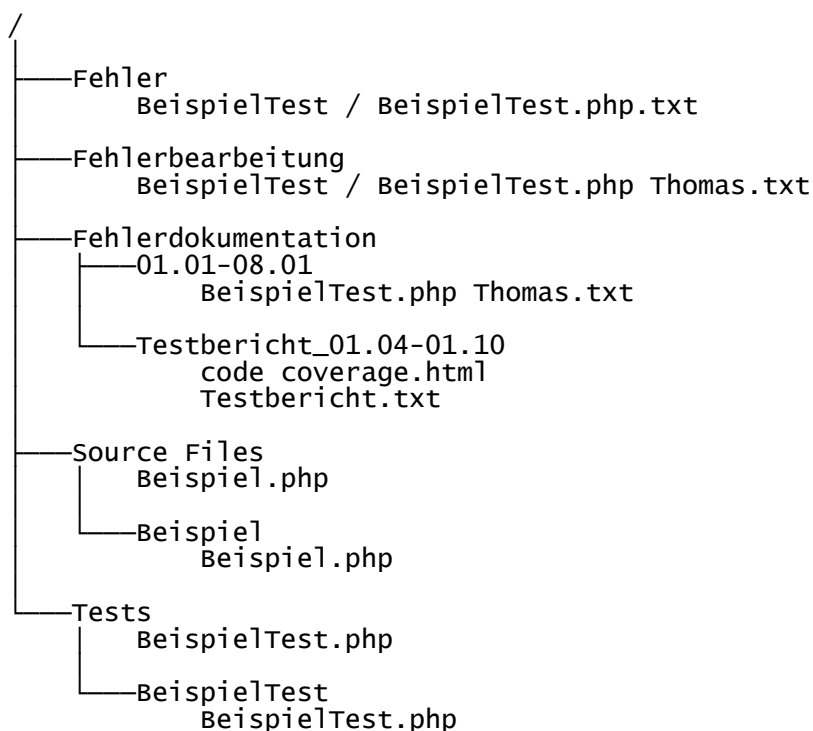 /
Fehler
BeispielTest / BeispielTest.php.txt
Fehlerbearbeitung
BeispielTest / BeispielTest.php Thomas.txt
Fehlerdokumentation
01.01-08.01
BeispielTest.php Thomas.txt
Testbericht_01.04-01.10
code coverage.html
Testbericht.txt
Source Files
Beispiel.php
Beispiel
Beispiel.php
Tests
BeispielTest.php
BeispielTest
BeispielTest.php